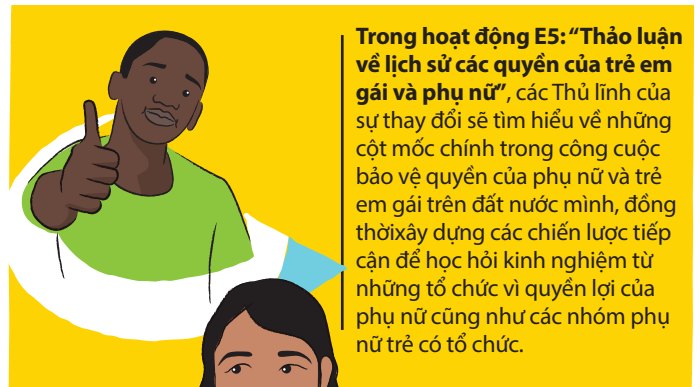 Trong hoạt động E5: “Thảo luận
về lịch sử các quyền của trẻ em
gái và phụ nữ”, các Thủ lĩnh của
sự thay đổi sẽ tìm hiểu về những
cột mốc chính trong công cuộc
bảo vệ quyền của phụ nữ và trẻ
em gái trên đất nước mình, đồng
thờixây dựng các chiến lược tiếp
cận để học hỏi kinh nghiệm từ
những tổ chức vì quyền lợi của
phụ nữ cũng như các nhóm phụ
nữ trẻ có tổ chức.